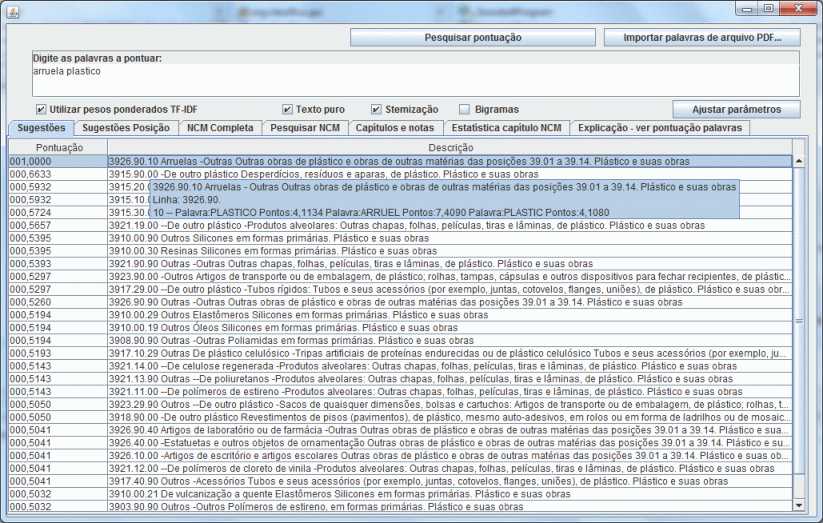 Pesquisar pontuação
Importar palavras de arquivo PDF...
Digite as palavras a pontuar:
arruela plastico
Utilizar pesos ponderados TF-IDF
Texto puro
Stemização
Bigramas
Ajustar parâmetros
Sugestões
Sugestões Posição
NCM Completa
Pesquisar NCM
Capítulos e notas
Estatística capítulo NCM
Explicação - ver pontuação palavras
Pontuação Descrição
001,0000 3926.90.10 Arruelas -Outras Outras obras de plástico e obras de outras matérias das posições 39.01 a 39.14. Plástico e suas obras
000,6633 3915.90.00 -De outro plástico Desperdícios, resíduos e aparas, de plástico. Plástico e suas obras
000,5932 3915.20.0
3926.90.10 Arruelas - Outras Outras obras de plástico e obras de outras matérias das posições 39.01 a 39.14. Plástico e suas obras
000,5932 3915.10.0
Linha: 3926.90.
000,5724 3915.30.0
10 -- Palavra:PLASTICO Pontos:4,1134 Palavra:ARRUEL Pontos:7,4090 Palavra:PLASTIC Pontos:4,1080
000,5657 3921.19.00 --De outro plástico -Produtos alveolares: Outras chapas, folhas, películas, tiras e lâminas, de plástico. Plástico e suas obras
000,5395 3910.00.90 Outros Silicones em formas primárias. Plástico e suas obras
000,5395 3910.00.30 Resinas Silicones em formas primárias. Plástico e suas obras
000,5393 3921.90.90 Outras -Outras Outras chapas, folhas, películas, tiras e lâminas, de plástico. Plástico e suas obras
000,5297 3923.90.00 -Outros Artigos de transporte ou de embalagem, de plástico; rolhas, tampas, cápsulas e outros dispositivos para fechar recipientes, de plástic...
000,5297 3917.29.00 --De outro plástico -Tubos rígidos: Tubos e seus acessórios (por exemplo, juntas, cotovelos, flanges, uniões), de plástico. Plástico e suas obr...
000,5260 3926.90.90 Outras -Outras Outras obras de plástico e obras de outras matérias das posições 39.01 a 39.14. Plástico e suas obras
000,5194 3910.00.29 Outros Elastômeros Silicones em formas primárias. Plástico e suas obras
000,5194 3910.00.19 Outros Óleos Silicones em formas primárias. Plástico e suas obras
000,5194 3908.90.90 Outras -Outras Poliamidas em formas primárias. Plástico e suas obras
000,5193 3917.10.29 Outras De plástico celulósico -Tripas artificiais de proteínas endurecidas ou de plástico celulósico Tubos e seus acessórios (por exemplo, ju...
000,5143 3921.14.00 --De celulose regenerada -Produtos alveolares: Outras chapas, folhas, películas, tiras e lâminas, de plástico. Plástico e suas obras
000,5143 3921.13.90 Outras --De poliuretanos -Produtos alveolares: Outras chapas, folhas, películas, tiras e lâminas, de plástico. Plástico e suas obras
000,5143 3921.11.00 --De polímeros de estireno -Produtos alveolares: Outras chapas, folhas, películas, tiras e lâminas, de plástico. Plástico e suas obras
000,5050 3923.29.90 Outros --De outro plástico -Sacos de quaisquer dimensões, bolsas e cartuchos: Artigos de transporte ou de embalagem, de plástico; rolhas, t...
000,5050 3918.90.00 -De outro plástico Revestimentos de pisos (pavimentos), de plástico, mesmo auto-adesivos, em rolos ou em forma de ladrilhos ou de mosaic...
000,5041 3926.90.40 Artigos de laboratório ou de farmácia -Outras Outras obras de plástico e obras de outras matérias das posições 39.01 a 39.14. Plástico e suas obras
000,5041 3926.40.00 -Estatuetas e outros objetos de ornamentação Outras obras de plástico e obras de outras matérias das posições 39.01 a 39.14. Plástico e su...
000,5041 3926.10.00 -Artigos de escritório e artigos escolares Outras obras de plástico e obras de outras matérias das posições 39.01 a 39.14. Plástico e suas obras
000,5041 3921.12.00 --De polímeros de cloreto de vinila -Produtos alveolares: Outras chapas, folhas, películas, tiras e lâminas, de plástico. Plástico e suas obras
000,5041 3917.40.90 Outros -Acessórios Tubos e seus acessórios (por exemplo, juntas, cotovelos, flanges, uniões), de plástico. Plástico e suas obras
000,5032 3910.00.21 De vulcanização a quente Elastômeros Silicones em formas primárias. Plástico e suas obras
000,5032 3903.90.90 Outros -Outros Polímeros de estireno, em formas primárias. Plástico e suas obras